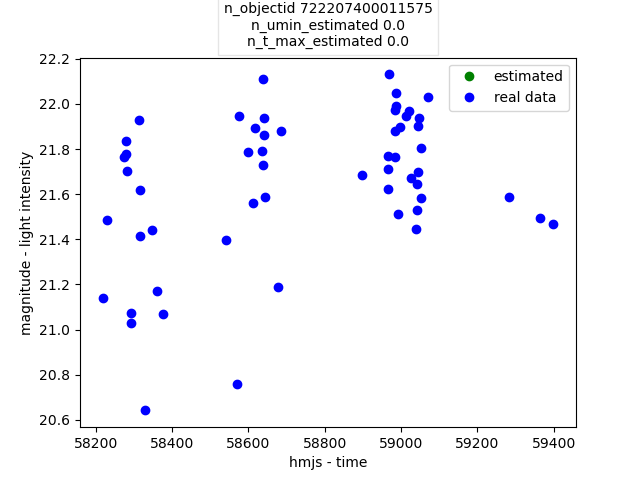 n_objectid 722207400011575
n_umin_estimated 0.0
n_t_max_estimated 0.0
22.2
22.0
21.8
21.6
21.4
21.2
21.0
20.8
20.6
magnitude - light intensity
estimated
real data
58200 58400 58600 58800 59000 59200 59400
hmjs - time